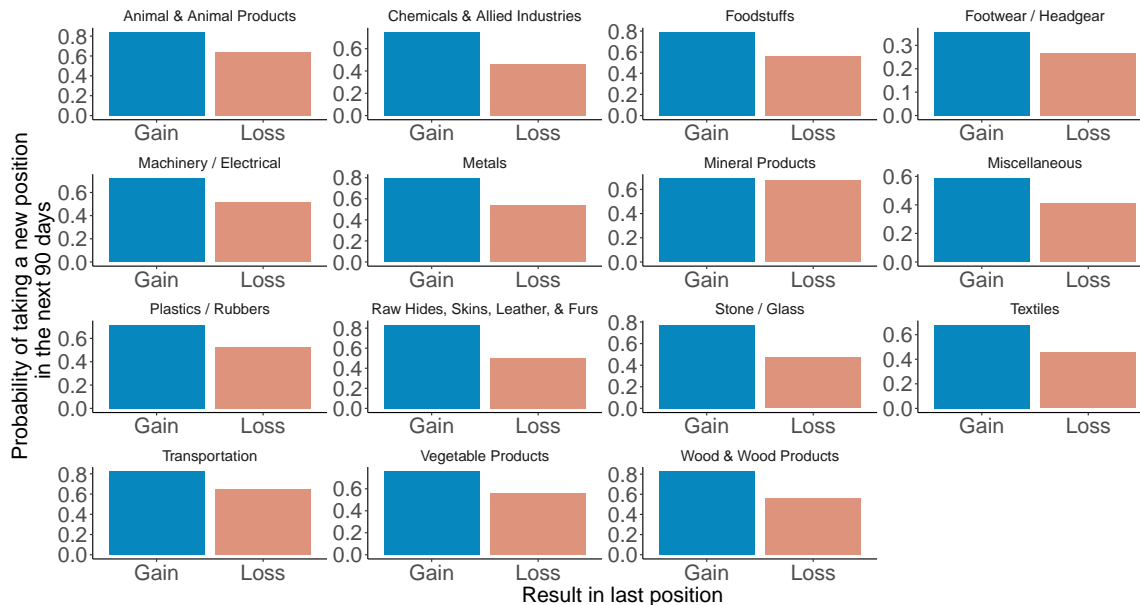 Probability of taking a new position
in the next 90 days
Animal & Animal Products
0.8
0.6
0.4
0.2
0.0
Gain Loss
Chemicals & Allied Industries
0.6
0.4
0.2
0.0
Gain Loss
Foodstuffs
0.8
0.6
0.4
0.2
0.0
Gain Loss
Footwear / Headgear
0.3
0.2
0.1
0.0
Gain Loss
Machinery / Electrical
0.6
0.4
0.2
0.0
Gain Loss
Metals
0.8
0.6
0.4
0.2
0.0
Gain Loss
Mineral Products
0.6
0.4
0.2
0.0
Gain Loss
Miscellaneous
0.6
0.4
0.2
0.0
Gain Loss
Plastics / Rubbers
0.6
0.4
0.2
0.0
Gain Loss
Raw Hides, Skins, Leather, & Furs
0.8
0.6
0.4
0.2
0.0
Gain Loss
Stone / Glass
0.8
0.6
0.4
0.2
0.0
Gain Loss
Textiles
0.6
0.4
0.2
0.0
Gain Loss
Transportation
0.8
0.6
0.4
0.2
0.0
Gain Loss
Vegetable Products
0.6
0.4
0.2
0.0
Gain Loss
Wood & Wood Products
0.8
0.6
0.4
0.2
0.0
Gain Loss
Result in last position